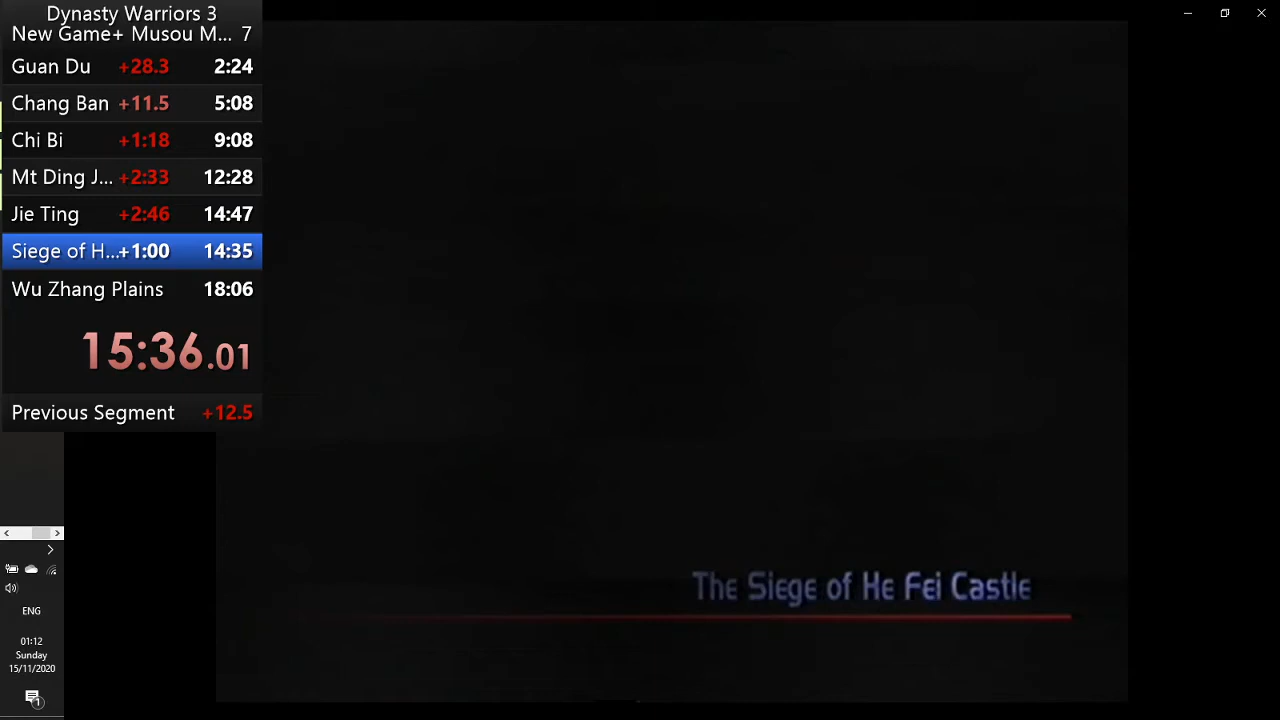 Dynasty Warriors 3
New Game+ Musou M... 7
Guan Du +28.3 2:24
Chang Ban +11.5 5:08
Chi Bi +1:18 9:08
Mt Ding J... +2:33 12:28
Jie Ting +2:46 14:47
Siege of H...+1:00 14:35
Wu Zhang Plains 18:06
15:36.01
Previous Segment +12.5
The Siege of He Fei Castle
ENG
01:12
Sunday
15/11/2020
1